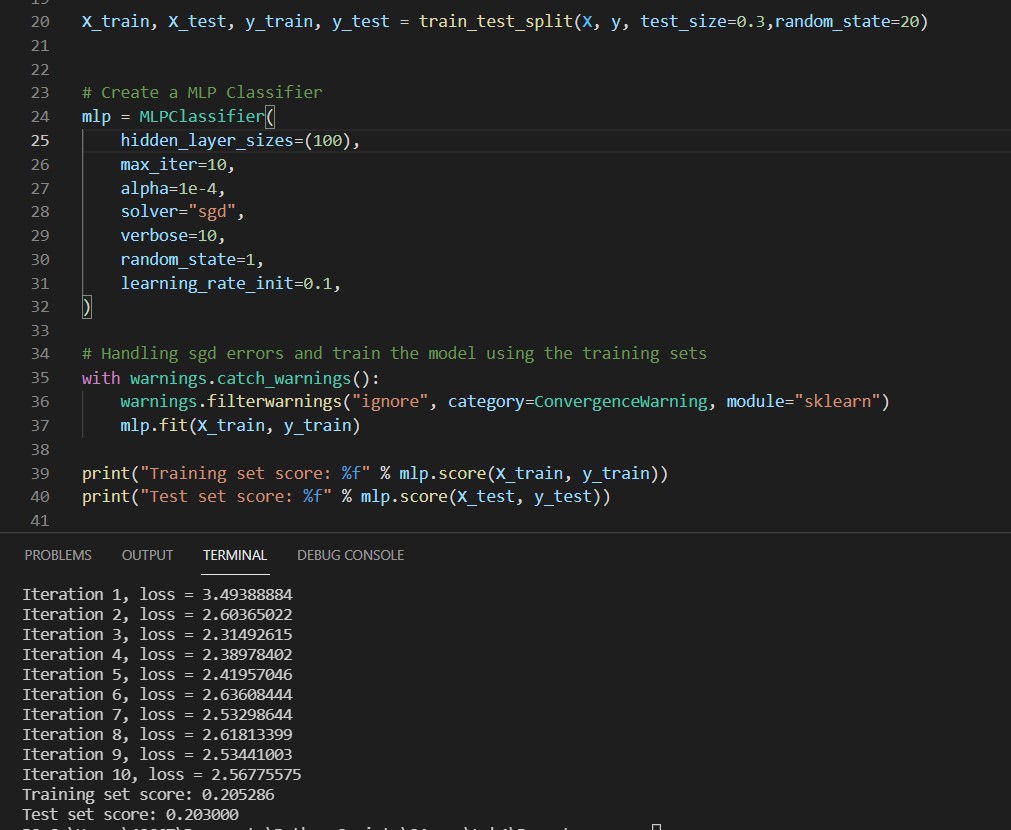 19
20 X_train, X_test, y_train, y_test = train_test_split(X, y, test_size=0.3,random_state=20)
21
22
23 # Create a MLP Classifier
24 mlp = MLPClassifier(
25     hidden_layer_sizes=(100),
26     max_iter=10,
27     alpha=1e-4,
28     solver="sgd",
29     verbose=10,
30     random_state=1,
31     learning_rate_init=0.1,
32 )
33
34 # Handling sgd errors and train the model using the training sets
35 with warnings.catch_warnings():
36     warnings.filterwarnings("ignore", category=ConvergenceWarning, module="sklearn")
37     mlp.fit(X_train, y_train)
38
39 print("Training set score: %f" % mlp.score(X_train, y_train))
40 print("Test set score: %f" % mlp.score(X_test, y_test))
41
PROBLEMS OUTPUT TERMINAL DEBUG CONSOLE
Iteration 1, loss = 3.49388884
Iteration 2, loss = 2.60365022
Iteration 3, loss = 2.31492615
Iteration 4, loss = 2.38978402
Iteration 5, loss = 2.41957046
Iteration 6, loss = 2.63608444
Iteration 7, loss = 2.53298644
Iteration 8, loss = 2.61813399
Iteration 9, loss = 2.53441003
Iteration 10, loss = 2.56775575
Training set score: 0.205286
Test set score: 0.203000